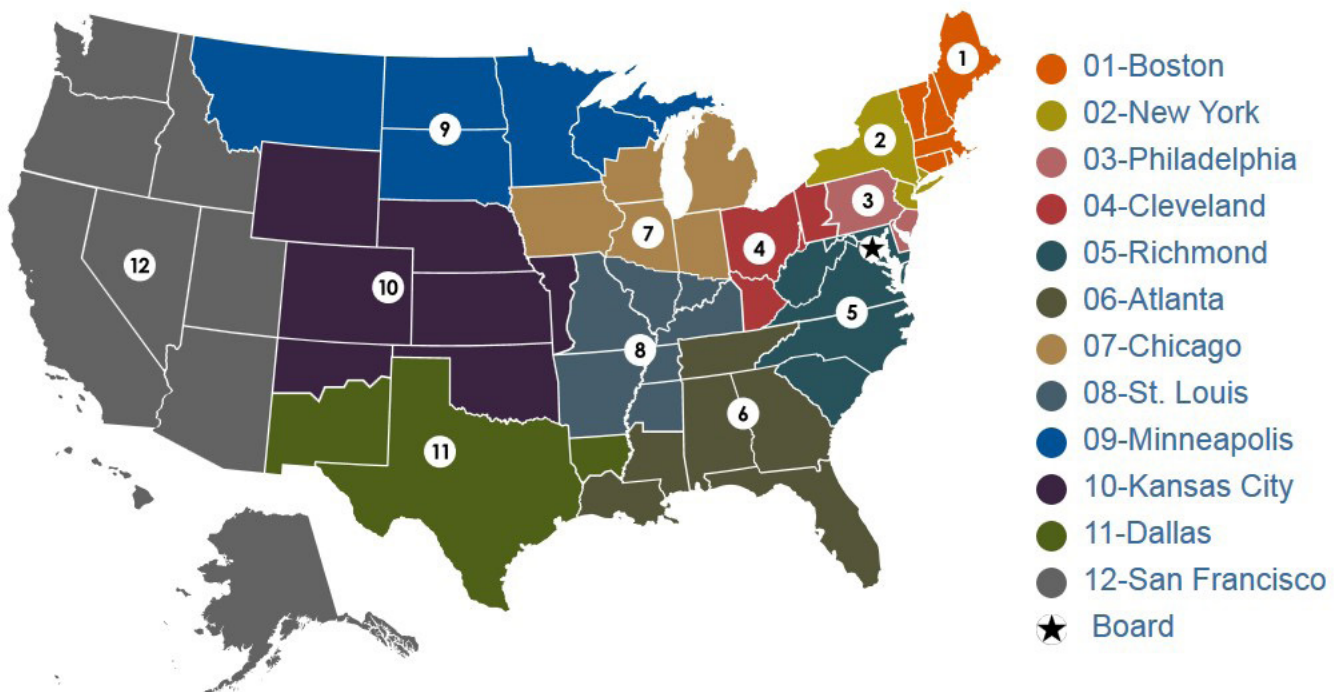 1
2
3
4
5
6
7
8
9
10
11
12
01-Boston
02-New York
03-Philadelphia
04-Cleveland
05-Richmond
06-Atlanta
07-Chicago
08-St. Louis
09-Minneapolis
10-Kansas City
11-Dallas
12-San Francisco
Board